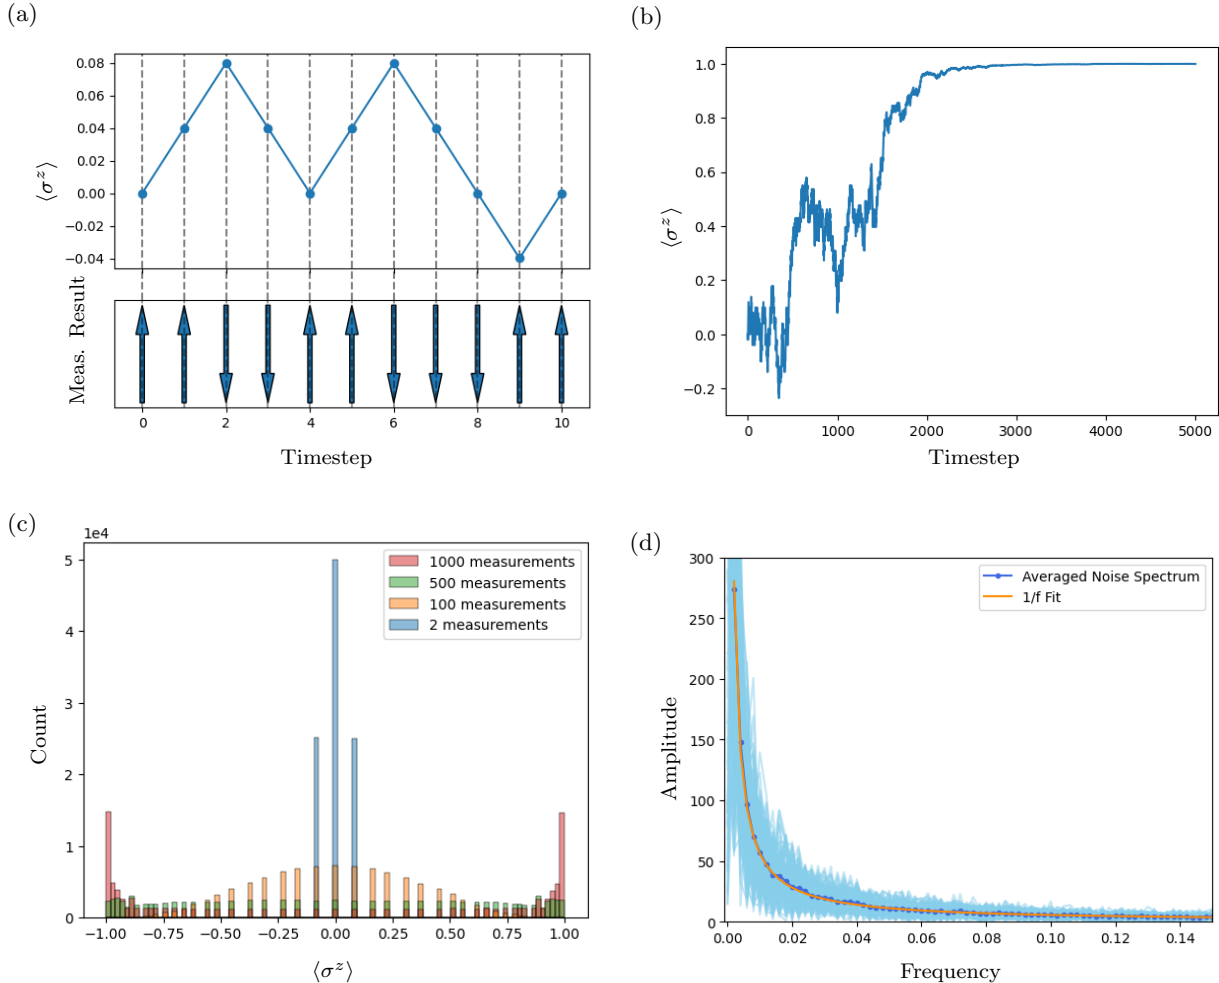 (a)
0.08
0.06
0.04
0.02
0.00
−0.02
−0.04
⟨σᶻ⟩
Meas. Result
0 2 4 6 8 10
Timestep
(b)
1.0
0.8
0.6
0.4
0.2
0.0
−0.2
⟨σᶻ⟩
0 1000 2000 3000 4000 5000
Timestep
(c)
1e4
5
4
3
2
1
0
Count
1000 measurements
500 measurements
100 measurements
2 measurements
−1.00 −0.75 −0.50 −0.25 0.00 0.25 0.50 0.75 1.00
⟨σᶻ⟩
(d)
300
250
200
150
100
50
0
Amplitude
Averaged Noise Spectrum
1/f Fit
0.00 0.02 0.04 0.06 0.08 0.10 0.12 0.14
Frequency